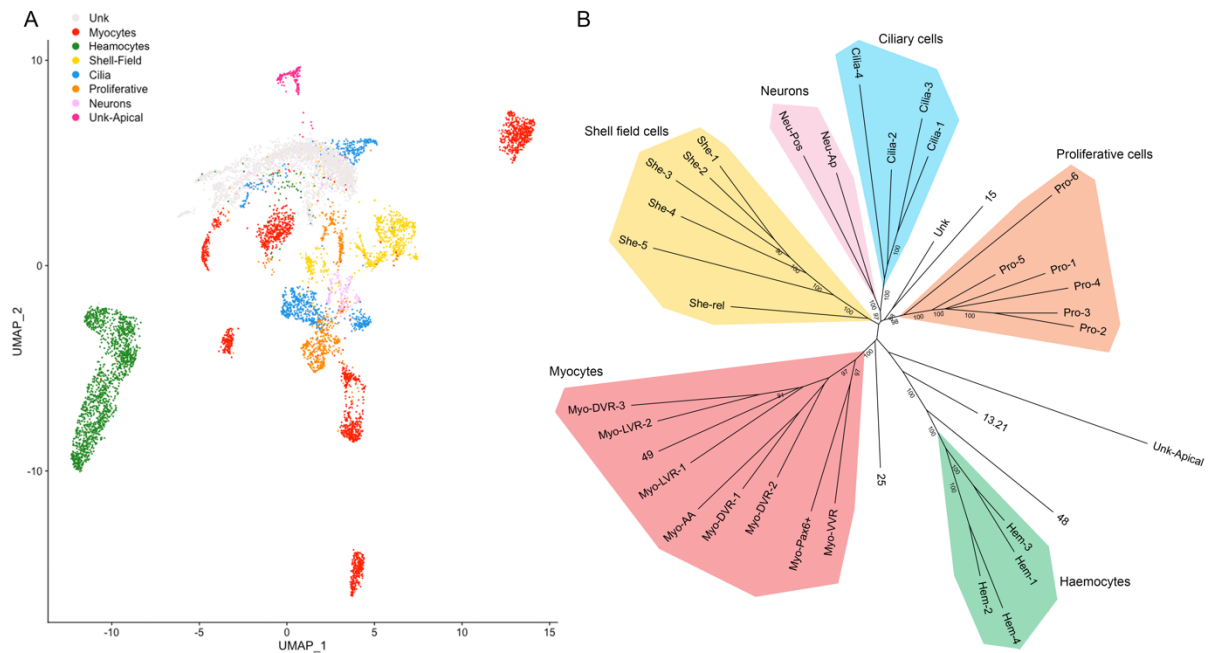 A
Unk
Myocytes
Heamocytes
Shell-Field
Cilia
Proliferative
Neurons
Unk-Apical
10
0
-10
UMAP_2
-10
-5
0
5
10
15
UMAP_1
B
Ciliary cells
Cilia-4
Cilia-3
Cilia-2
Cilia-1
Neurons
Neu-Pos
Neu-Ap
Shell field cells
She-1
She-2
She-3
She-4
She-5
She-rel
Proliferative cells
Pro-6
Pro-5
Pro-1
Pro-4
Pro-3
Pro-2
Unk
15
90
100
100
100
97
100
100
100
100
100
Myocytes
Myo-DVR-3
Myo-LVR-2
49
Myo-LVR-1
Myo-AA
Myo-DVR-1
Myo-DVR-2
Myo-Pax6+
Myo-VVR
100
97
97
97
25
13.21
Unk-Apical
48
100
100
100
100
Hem-3
Hem-1
Hem-2
Hem-4
Haemocytes